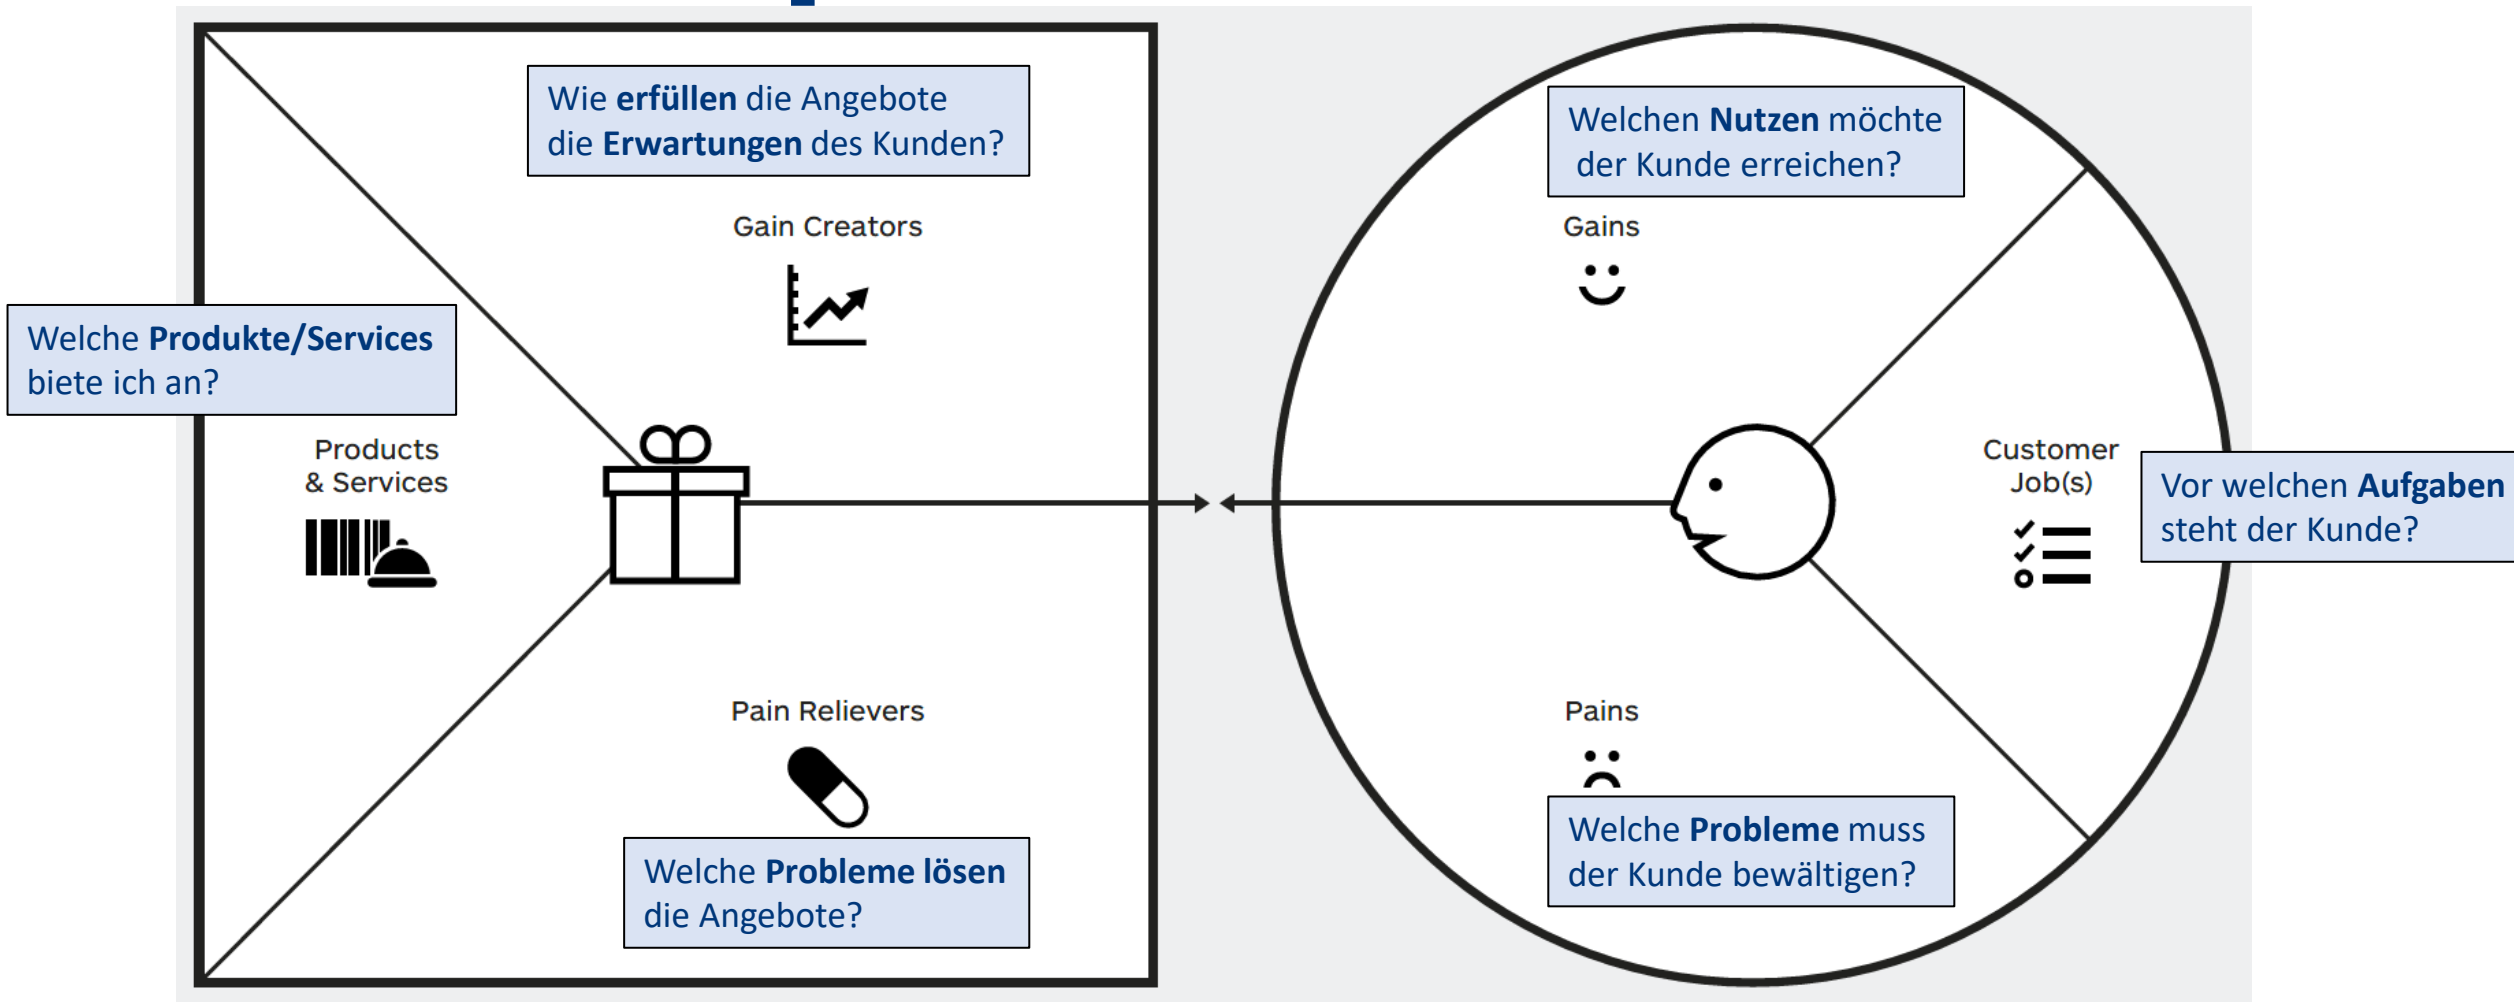 Wie erfüllen die Angebote
die Erwartungen des Kunden?
Gain Creators
Welche Produkte/Services
biete ich an?
Products
& Services
Pain Relievers
Welche Probleme lösen
die Angebote?
Welchen Nutzen möchte
der Kunde erreichen?
Gains
Customer
Job(s)
Vor welchen Aufgaben
steht der Kunde?
Pains
Welche Probleme muss
der Kunde bewältigen?